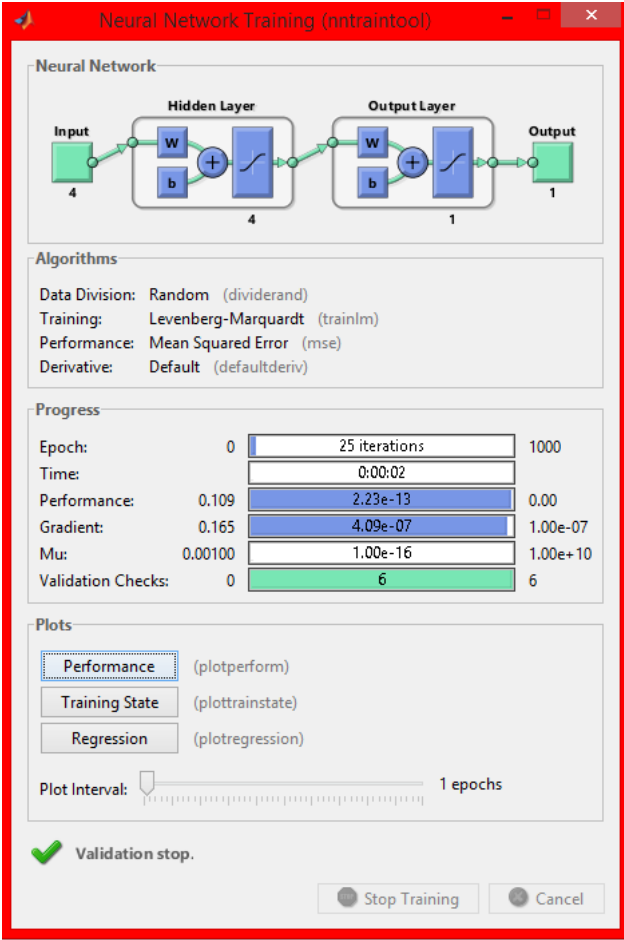 Neural Network Training (nntraintool)
Neural Network
Hidden Layer Output Layer
Input Output
W W
b b
4 1
4 1
Algorithms
Data Division: Random (dividerand)
Training: Levenberg-Marquardt (trainlm)
Performance: Mean Squared Error (mse)
Derivative: Default (defaultderiv)
Progress
Epoch: 0 25 iterations 1000
Time: 0:00:02
Performance: 0.109 2.23e-13 0.00
Gradient: 0.165 4.09e-07 1.00e-07
Mu: 0.00100 1.00e-16 1.00e+10
Validation Checks: 0 6 6
Plots
Performance (plotperform)
Training State (plottrainstate)
Regression (plotregression)
Plot Interval: 1 epochs
Validation stop.
Stop Training Cancel